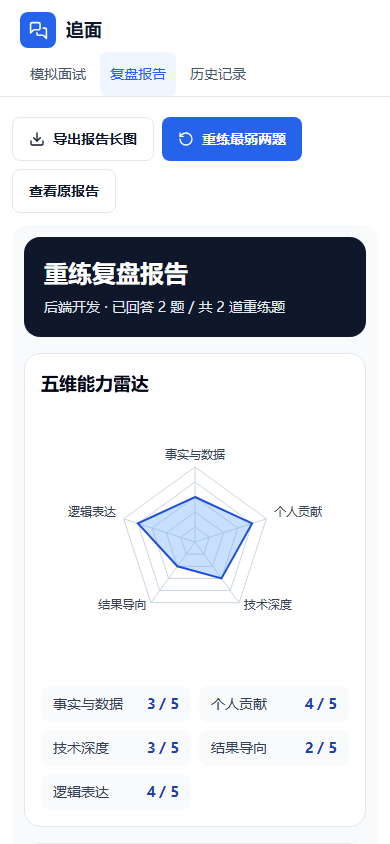 追面
模拟面试 复盘报告 历史记录
导出报告长图 重练最弱两题
查看原报告
重练复盘报告
后端开发 · 已回答 2 题 / 共 2 道重练题
五维能力雷达
事实与数据
逻辑表达 个人贡献
结果导向 技术深度
事实与数据 3 / 5 个人贡献 4 / 5
技术深度 3 / 5 结果导向 2 / 5
逻辑表达 4 / 5